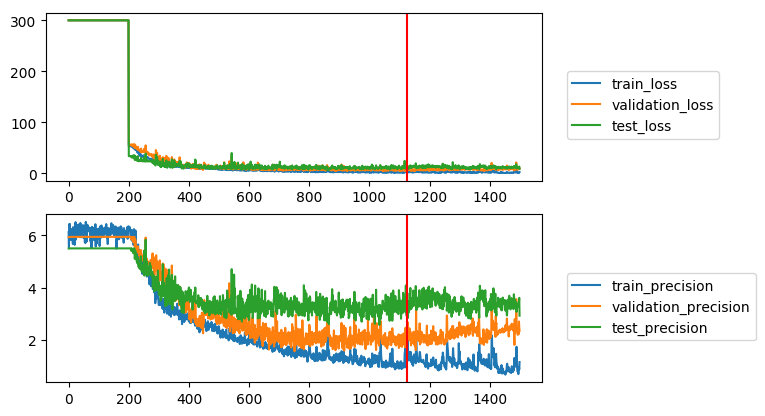 300
200
100
0
0 200 400 600 800 1000 1200 1400
train_loss
validation_loss
test_loss
6
4
2
0 200 400 600 800 1000 1200 1400
train_precision
validation_precision
test_precision